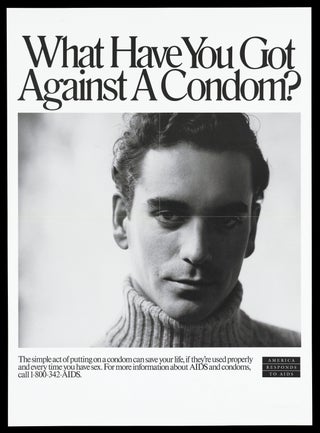 What Have You Got
Against A Condom?
The simple act of putting on a condom can save your life, if they're used properly
and every time you have sex. For more information about AIDS and condoms,
call 1-800-342-AIDS.
AMERICA
RESPONDS
TO AIDS